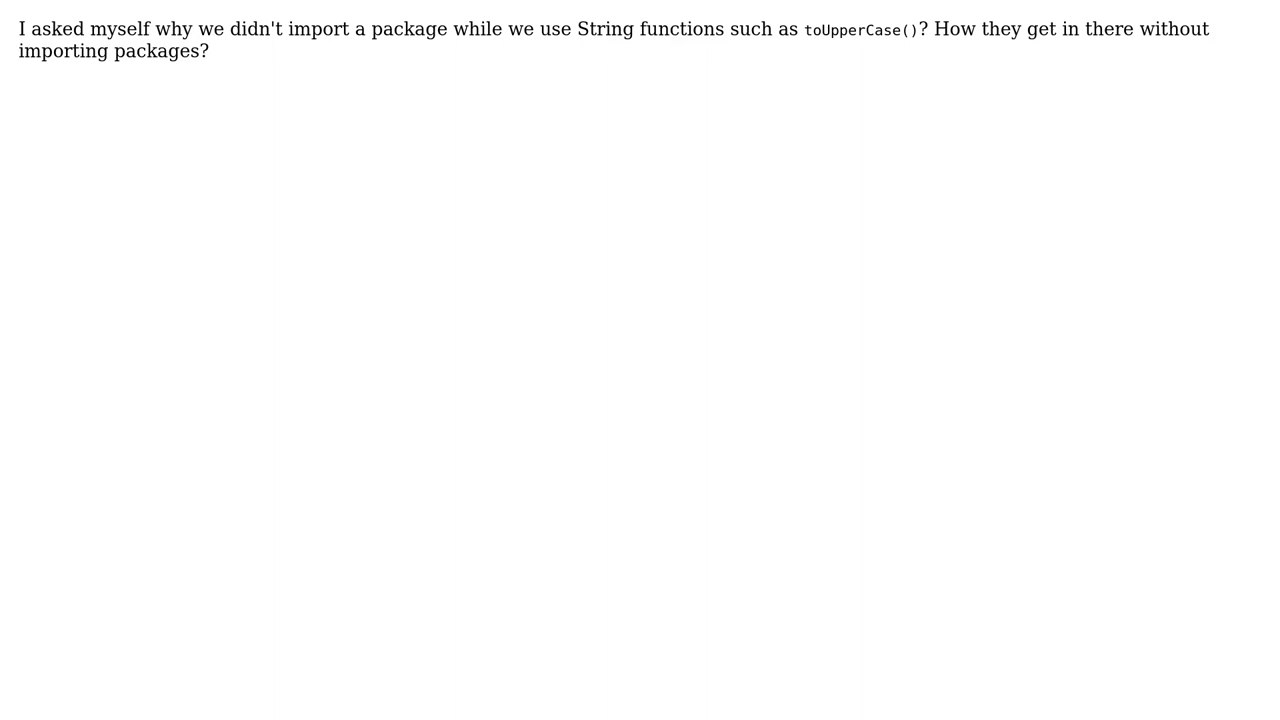 I asked myself why we didn't import a package while we use String functions such as toUpperCase()? How they get in there without
importing packages?